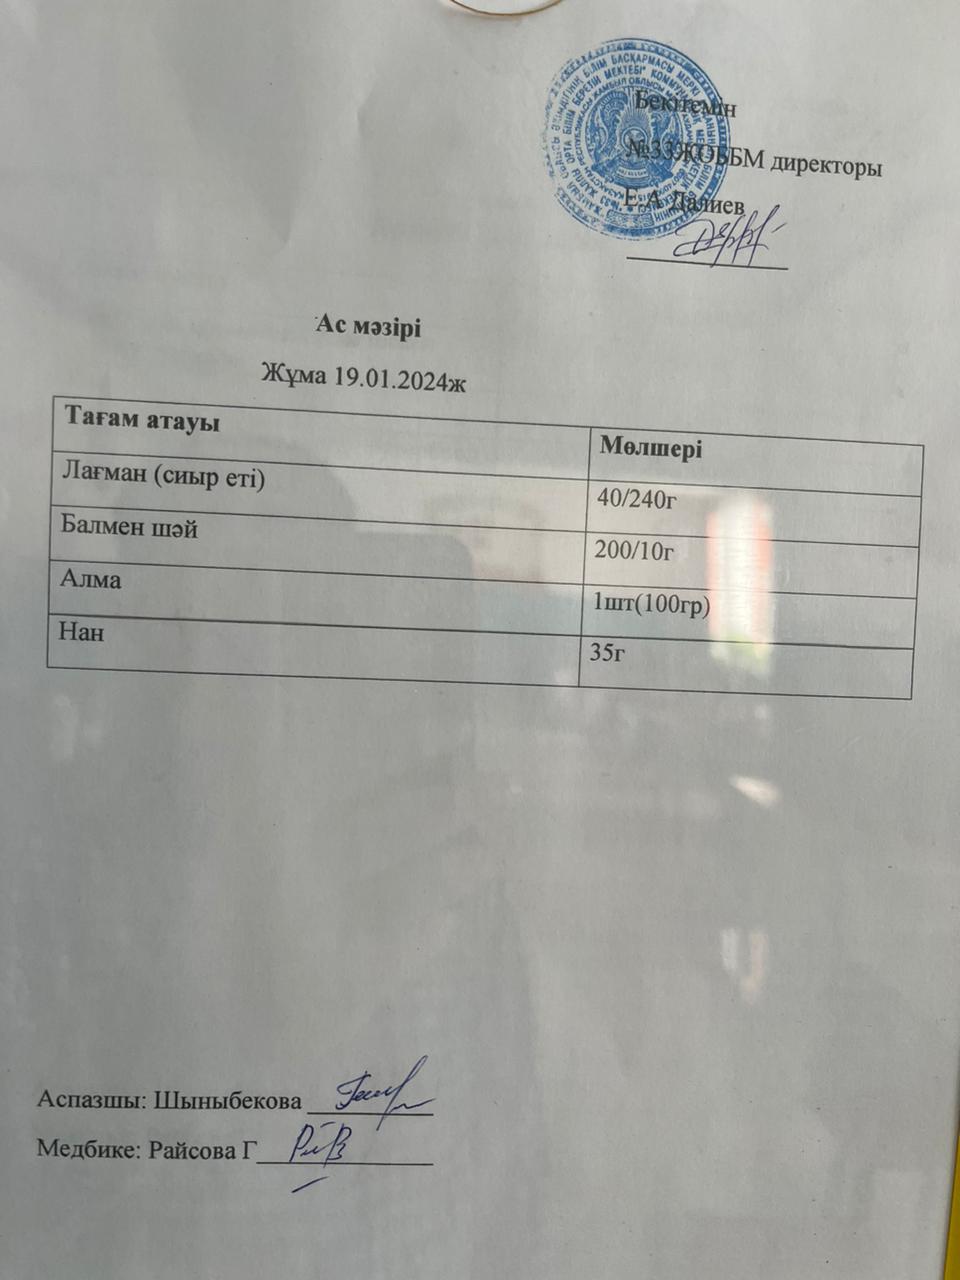 Бекітемін
№33ЖОББМ директоры
Е.А Далиев
Ас мәзірі
Жұма 19.01.2024ж
Тағам атауы Мөлшері
Лағман (сиыр еті) 40/240г
Балмен шәй 200/10г
Алма 1шт(100гр)
Нан 35г
Аспазшы: Шыныбекова
Медбике: Райсова Г